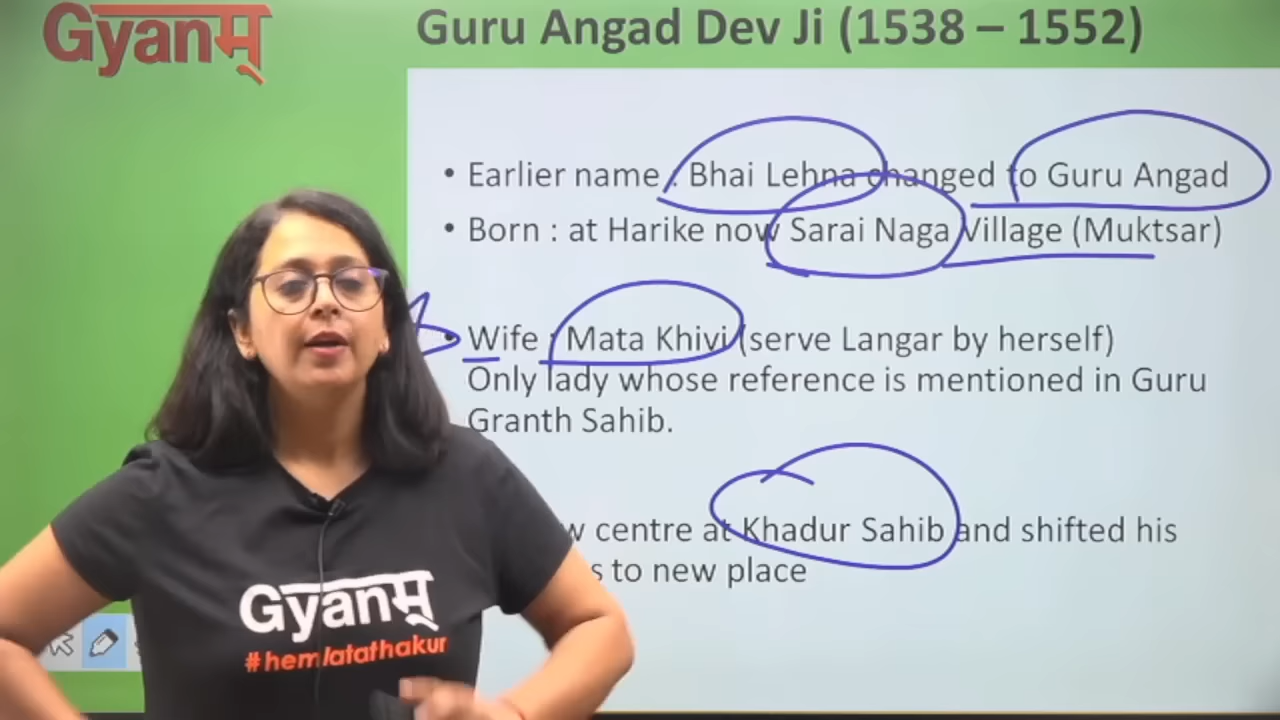 Gyanम
Guru Angad Dev Ji (1538 – 1552)
• Earlier name : Bhai Lehna changed to Guru Angad
• Born : at Harike now Sarai Naga Village (Muktsar)
• Wife : Mata Khivi (serve Langar by herself)
Only lady whose reference is mentioned in Guru
Granth Sahib.
centre at Khadur Sahib and shifted his
to new place
Gyanम
#hemlatathakur